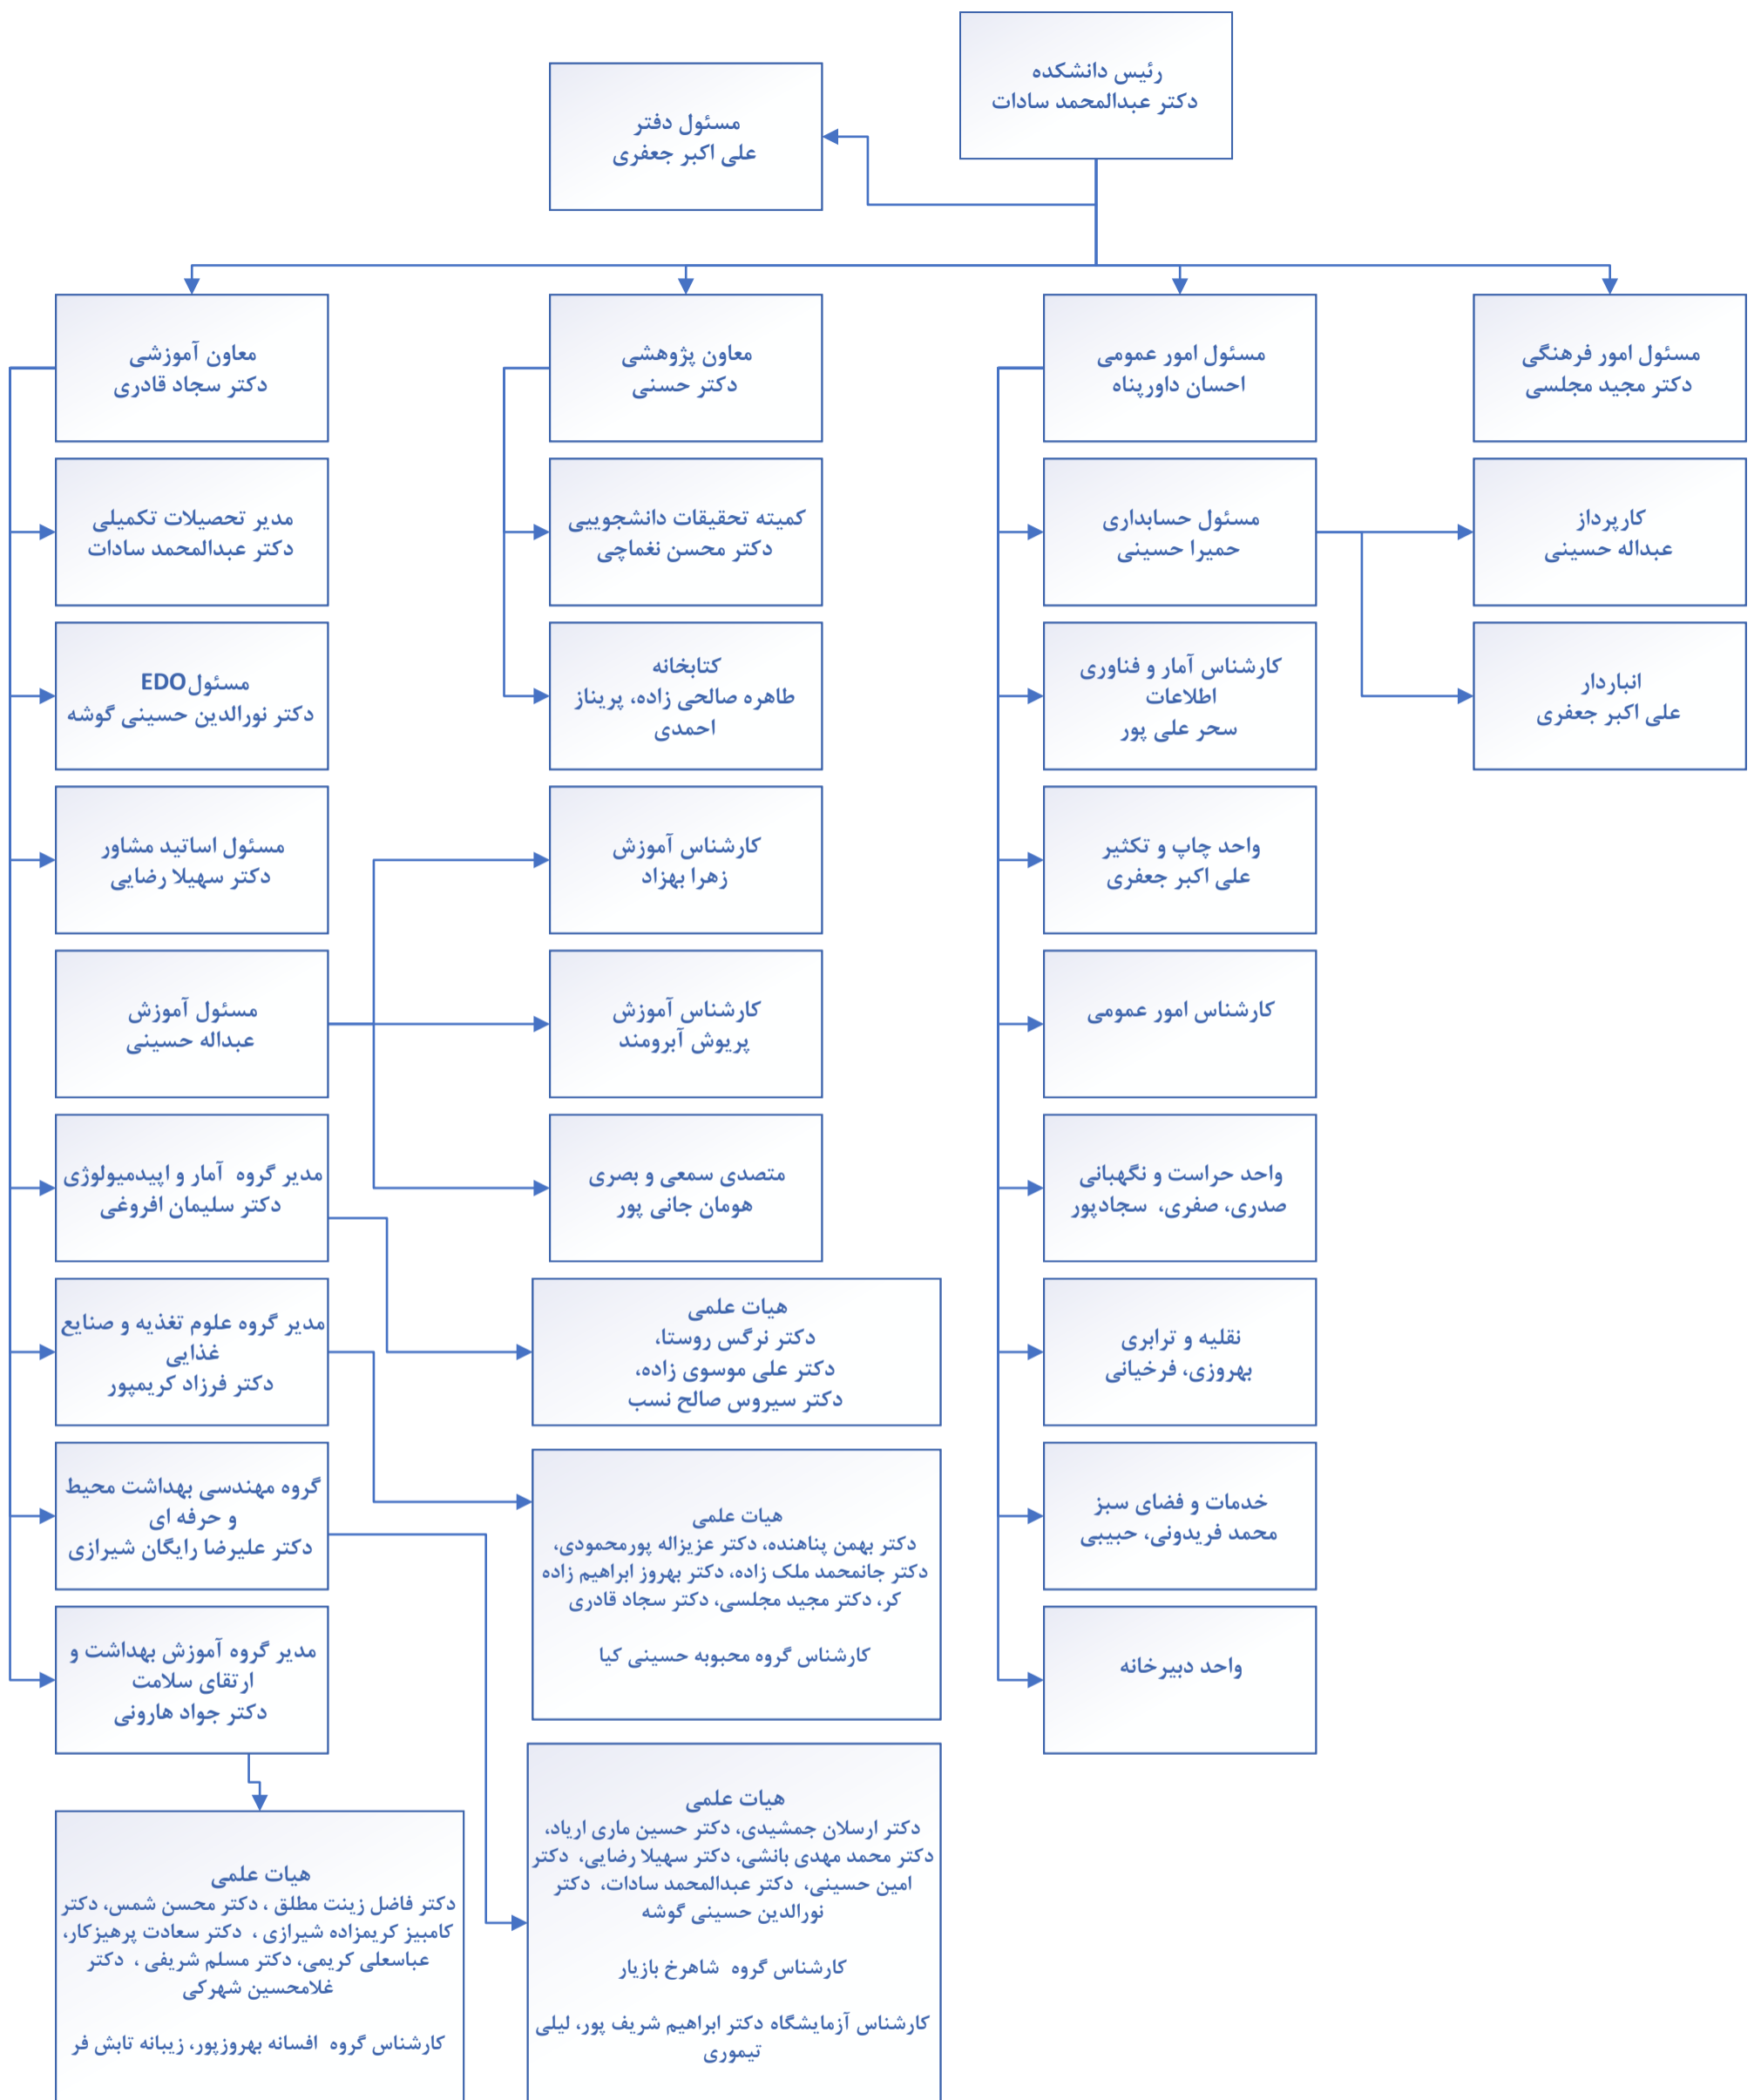 رئیس دانشکده
دکتر عبدالمحمد سادات
مسئول دفتر
علی اکبر جعفری
مسئول امور فرهنگی
دکتر مجید مجلسی
مسئول امور عمومی
احسان داورپناه
معاون پژوهشی
دکتر حسنی
معاون آموزشی
دکتر سجاد قادری
کارپرداز
عبداله حسینی
مسئول حسابداری
حمیرا حسینی
کمیته تحقیقات دانشجوییی
دکتر محسن نغماچی
مدیر تحصیلات تکمیلی
دکتر عبدالمحمد سادات
انباردار
علی اکبر جعفری
کارشناس آمار و فناوری
اطلاعات
سحر علی پور
کتابخانه
طاهره صالحی زاده، پریناز
احمدی
مسئول EDO
دکتر نورالدین حسینی گوشه
واحد چاپ و تکثیر
علی اکبر جعفری
کارشناس آموزش
زهرا بهزاد
مسئول اساتید مشاور
دکتر سهیلا رضایی
کارشناس امور عمومی
کارشناس آموزش
پریوش آبرومند
مسئول آموزش
عبداله حسینی
واحد حراست و نگهبانی
صدری، صفری، سجادپور
متصدی سمعی و بصری
هومان جانی پور
مدیر گروه آمار و اپیدمیولوژی
دکتر سلیمان افروغی
نقلیه و ترابری
بهروزی، فرخیانی
هیات علمی
دکتر نرگس روستا،
دکتر علی موسوی زاده،
دکتر سیروس صالح نسب
مدیر گروه علوم تغذیه و صنایع
غذایی
دکتر فرزاد کریمپور
خدمات و فضای سبز
محمد فریدونی، حبیبی
هیات علمی
دکتر بهمن پناهنده، دکتر عزیزاله پورمحمودی،
دکتر جانمحمد ملک زاده، دکتر بهروز ابراهیم زاده
کر، دکتر مجید مجلسی، دکتر سجاد قادری
کارشناس گروه محبوبه حسینی کیا
گروه مهندسی بهداشت محیط
و حرفه ای
دکتر علیرضا رایگان شیرازی
واحد دبیرخانه
مدیر گروه آموزش بهداشت و
ارتقای سلامت
دکتر جواد هارونی
هیات علمی
دکتر ارسلان جمشیدی، دکتر حسین ماری اریاد،
دکتر محمد مهدی بانشی، دکتر سهیلا رضایی، دکتر
امین حسینی، دکتر عبدالمحمد سادات، دکتر
نورالدین حسینی گوشه
کارشناس گروه شاهرخ بازیار
کارشناس آزمایشگاه دکتر ابراهیم شریف پور، لیلی
تیموری
هیات علمی
دکتر فاضل زینت مطلق ، دکتر محسن شمس، دکتر
کامبیز کریمزاده شیرازی ، دکتر سعادت پرهیزکار،
عباسعلی کریمی، دکتر مسلم شریفی ، دکتر
غلامحسین شهرکی
کارشناس گروه افسانه بهروزپور، زیبانه تابش فر